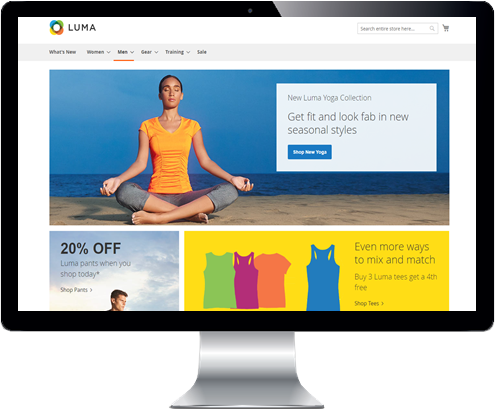 LUMA
Search entire store here...
What's New Women Men Gear Training Sale
New Luma Yoga Collection
Get fit and look fab in new
seasonal styles
Shop New Yoga
20% OFF
Luma pants when you
shop today*
Shop Pants >
Even more ways
to mix and match
Buy 3 Luma tees get a 4th
free
Shop Tees >